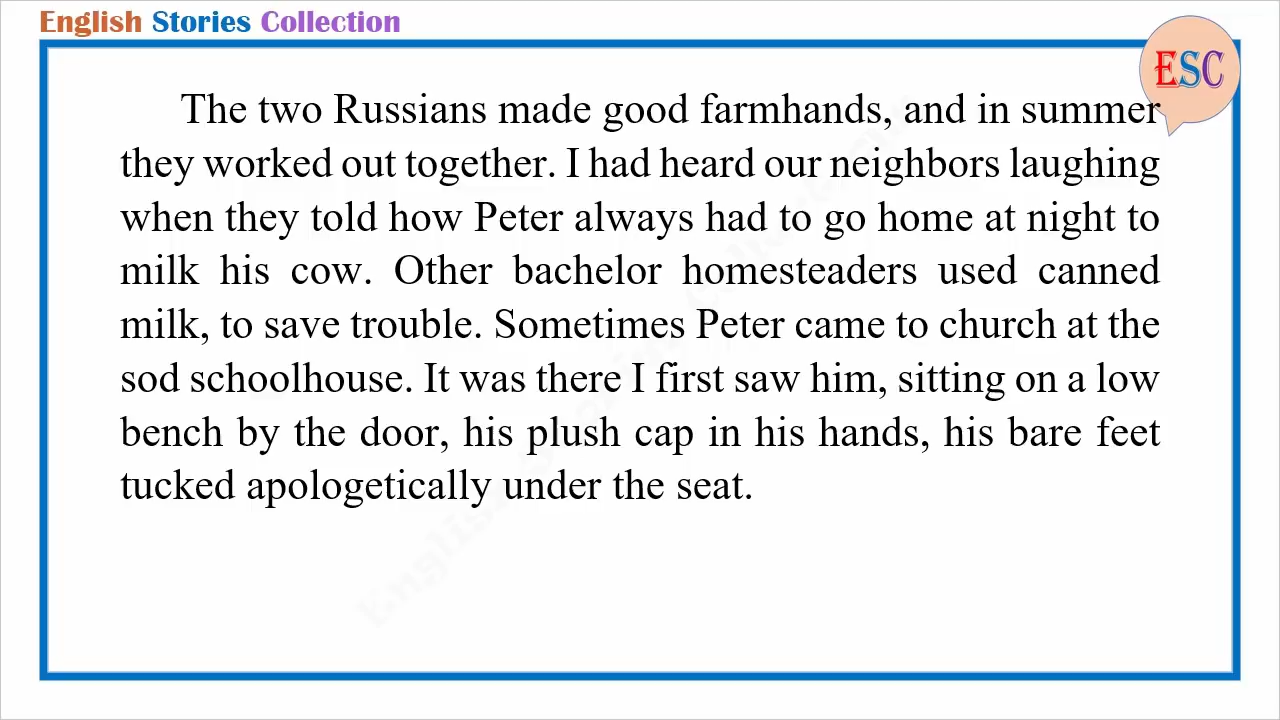 English Stories Collection
ESC
The two Russians made good farmhands, and in summer
they worked out together. I had heard our neighbors laughing
when they told how Peter always had to go home at night to
milk his cow. Other bachelor homesteaders used canned
milk, to save trouble. Sometimes Peter came to church at the
sod schoolhouse. It was there I first saw him, sitting on a low
bench by the door, his plush cap in his hands, his bare feet
tucked apologetically under the seat.